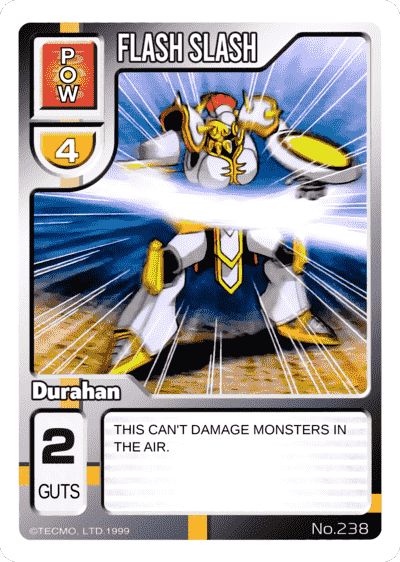 POW
FLASH SLASH
4
Durahan
2
GUTS
THIS CAN'T DAMAGE MONSTERS IN
THE AIR.
©TECMO, LTD.1999
No.238